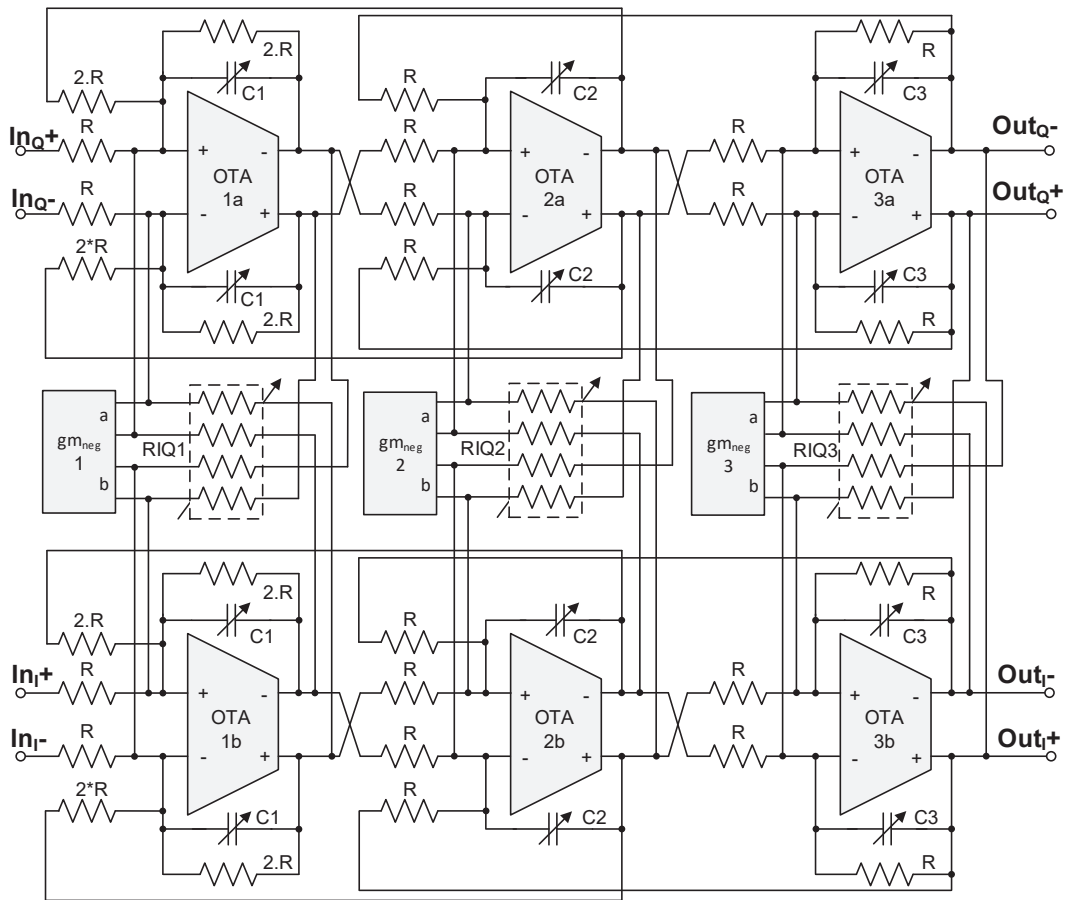 2.R R
2.R C1 R C2 C3
InQ+ R R R OutQ-
+ - + - + -
OTA 1a OTA 2a OTA 3a
InQ- R R R OutQ+
- + - + - +
2*R R
C1 C2 C3
2.R R
a a a
gmneg 1 RIQ1 gmneg 2 RIQ2 gmneg 3 RIQ3
b b b
2.R R
2.R C1 R C2 C3
InI+ R R R OutI-
+ - + - + -
OTA 1b OTA 2b OTA 3b
InI- R R R OutI+
- + - + - +
2*R R
C1 C2 C3
2.R R